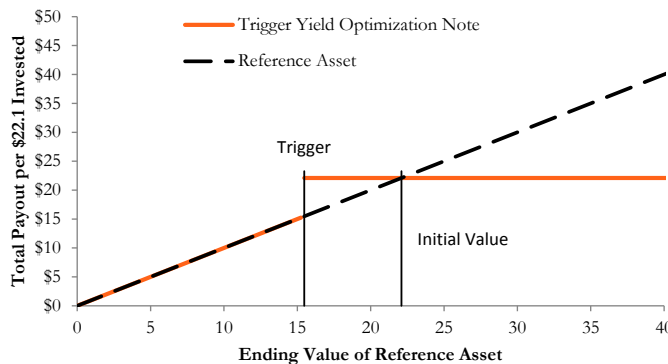 $50
$45
$40
$35
$30
$25
$20
$15
$10
$5
$0
Total Payout per $22.1 Invested
Trigger Yield Optimization Note
Reference Asset
Trigger
Initial Value
0 5 10 15 20 25 30 35 40
Ending Value of Reference Asset